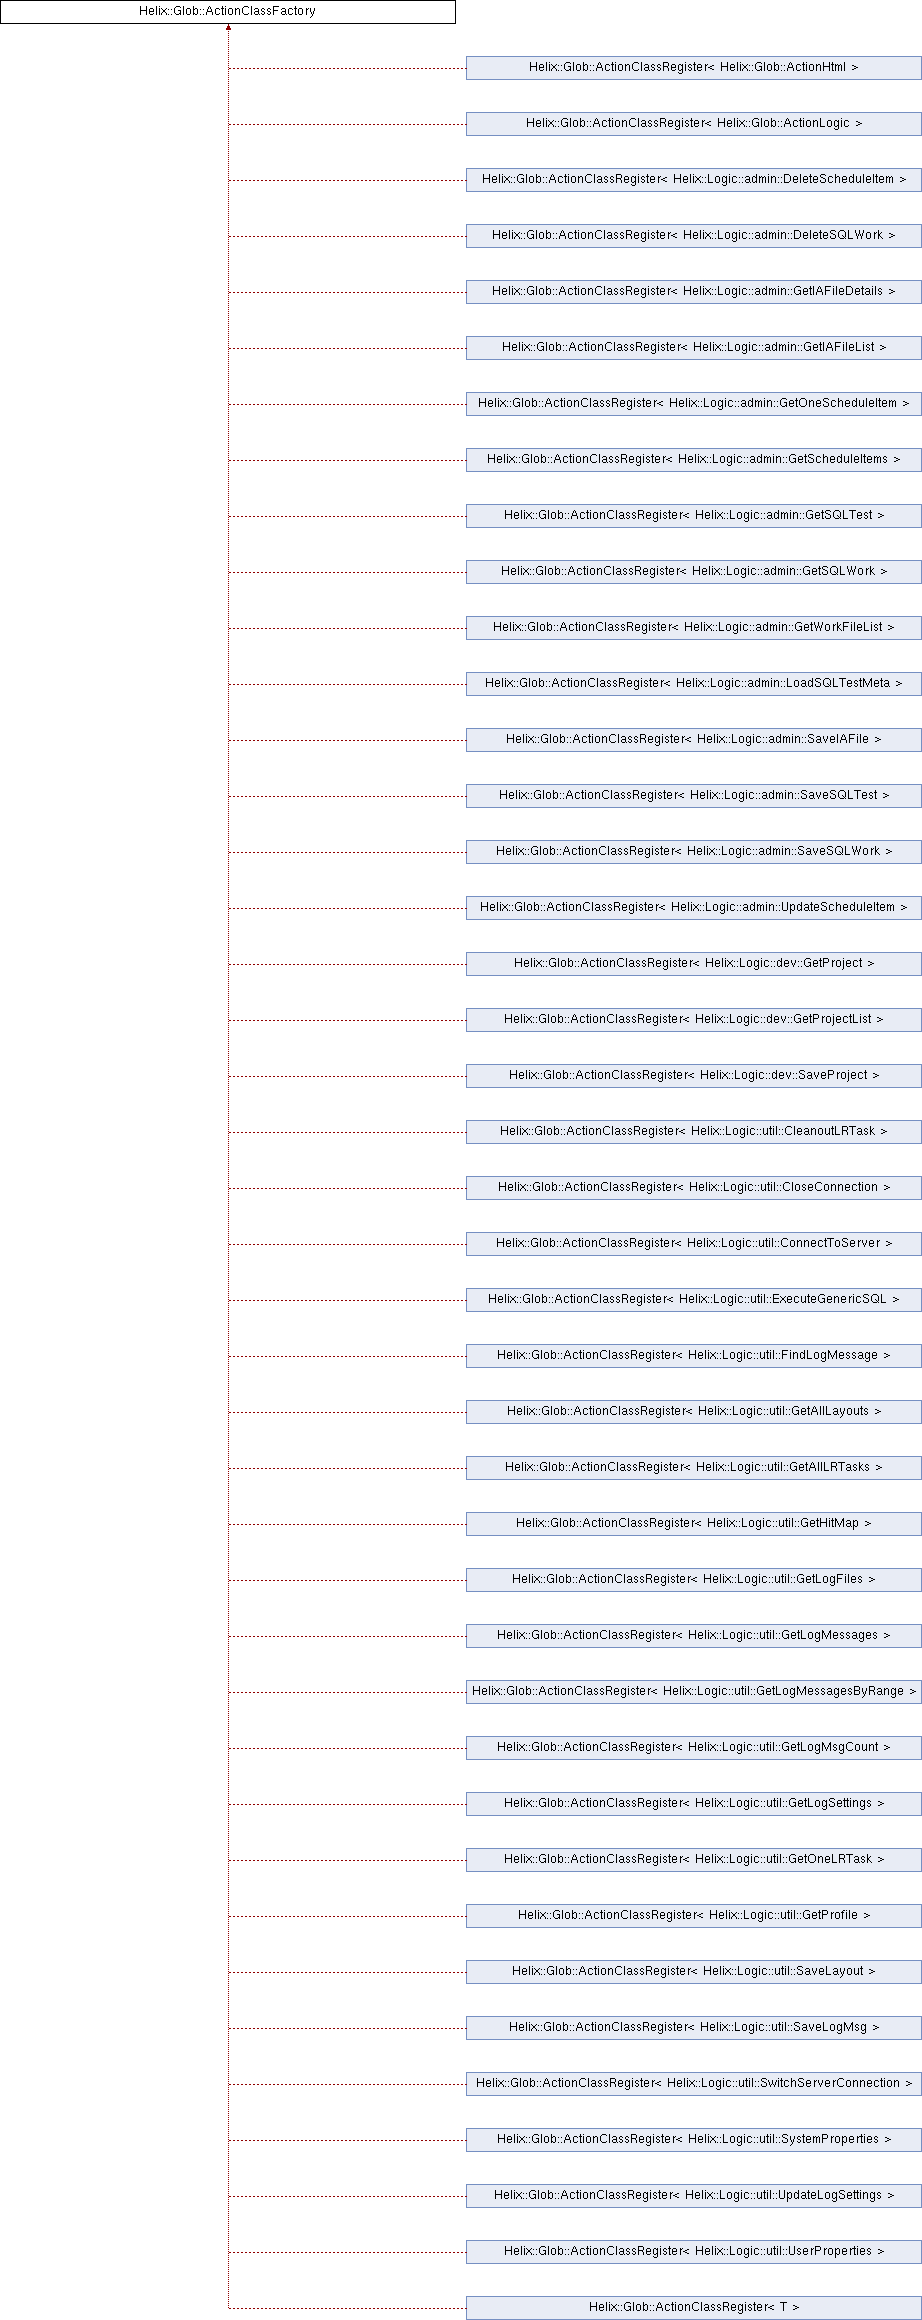 Helix::Glob::ActionClassFactory
Helix::Glob::ActionClassRegister< Helix::Glob::ActionHtml >
Helix::Glob::ActionClassRegister< Helix::Glob::ActionLogic >
Helix::Glob::ActionClassRegister< Helix::Logic::admin::DeleteScheduleItem >
Helix::Glob::ActionClassRegister< Helix::Logic::admin::DeleteSQLWork >
Helix::Glob::ActionClassRegister< Helix::Logic::admin::GetIAFileDetails >
Helix::Glob::ActionClassRegister< Helix::Logic::admin::GetIAFileList >
Helix::Glob::ActionClassRegister< Helix::Logic::admin::GetOneScheduleItem >
Helix::Glob::ActionClassRegister< Helix::Logic::admin::GetScheduleItems >
Helix::Glob::ActionClassRegister< Helix::Logic::admin::GetSQLTest >
Helix::Glob::ActionClassRegister< Helix::Logic::admin::GetSQLWork >
Helix::Glob::ActionClassRegister< Helix::Logic::admin::GetWorkFileList >
Helix::Glob::ActionClassRegister< Helix::Logic::admin::LoadSQLTestMeta >
Helix::Glob::ActionClassRegister< Helix::Logic::admin::SaveIAFile >
Helix::Glob::ActionClassRegister< Helix::Logic::admin::SaveSQLTest >
Helix::Glob::ActionClassRegister< Helix::Logic::admin::SaveSQLWork >
Helix::Glob::ActionClassRegister< Helix::Logic::admin::UpdateScheduleItem >
Helix::Glob::ActionClassRegister< Helix::Logic::dev::GetProject >
Helix::Glob::ActionClassRegister< Helix::Logic::dev::GetProjectList >
Helix::Glob::ActionClassRegister< Helix::Logic::dev::SaveProject >
Helix::Glob::ActionClassRegister< Helix::Logic::util::CleanoutLRTask >
Helix::Glob::ActionClassRegister< Helix::Logic::util::CloseConnection >
Helix::Glob::ActionClassRegister< Helix::Logic::util::ConnectToServer >
Helix::Glob::ActionClassRegister< Helix::Logic::util::ExecuteGenericSQL >
Helix::Glob::ActionClassRegister< Helix::Logic::util::FindLogMessage >
Helix::Glob::ActionClassRegister< Helix::Logic::util::GetAllLayouts >
Helix::Glob::ActionClassRegister< Helix::Logic::util::GetAllLRTasks >
Helix::Glob::ActionClassRegister< Helix::Logic::util::GetHitMap >
Helix::Glob::ActionClassRegister< Helix::Logic::util::GetLogFiles >
Helix::Glob::ActionClassRegister< Helix::Logic::util::GetLogMessages >
Helix::Glob::ActionClassRegister< Helix::Logic::util::GetLogMessagesByRange >
Helix::Glob::ActionClassRegister< Helix::Logic::util::GetLogMsgCount >
Helix::Glob::ActionClassRegister< Helix::Logic::util::GetLogSettings >
Helix::Glob::ActionClassRegister< Helix::Logic::util::GetOneLRTask >
Helix::Glob::ActionClassRegister< Helix::Logic::util::GetProfile >
Helix::Glob::ActionClassRegister< Helix::Logic::util::SaveLayout >
Helix::Glob::ActionClassRegister< Helix::Logic::util::SaveLogMsg >
Helix::Glob::ActionClassRegister< Helix::Logic::util::SwitchServerConnection >
Helix::Glob::ActionClassRegister< Helix::Logic::util::SystemProperties >
Helix::Glob::ActionClassRegister< Helix::Logic::util::UpdateLogSettings >
Helix::Glob::ActionClassRegister< Helix::Logic::util::UserProperties >
Helix::Glob::ActionClassRegister< T >